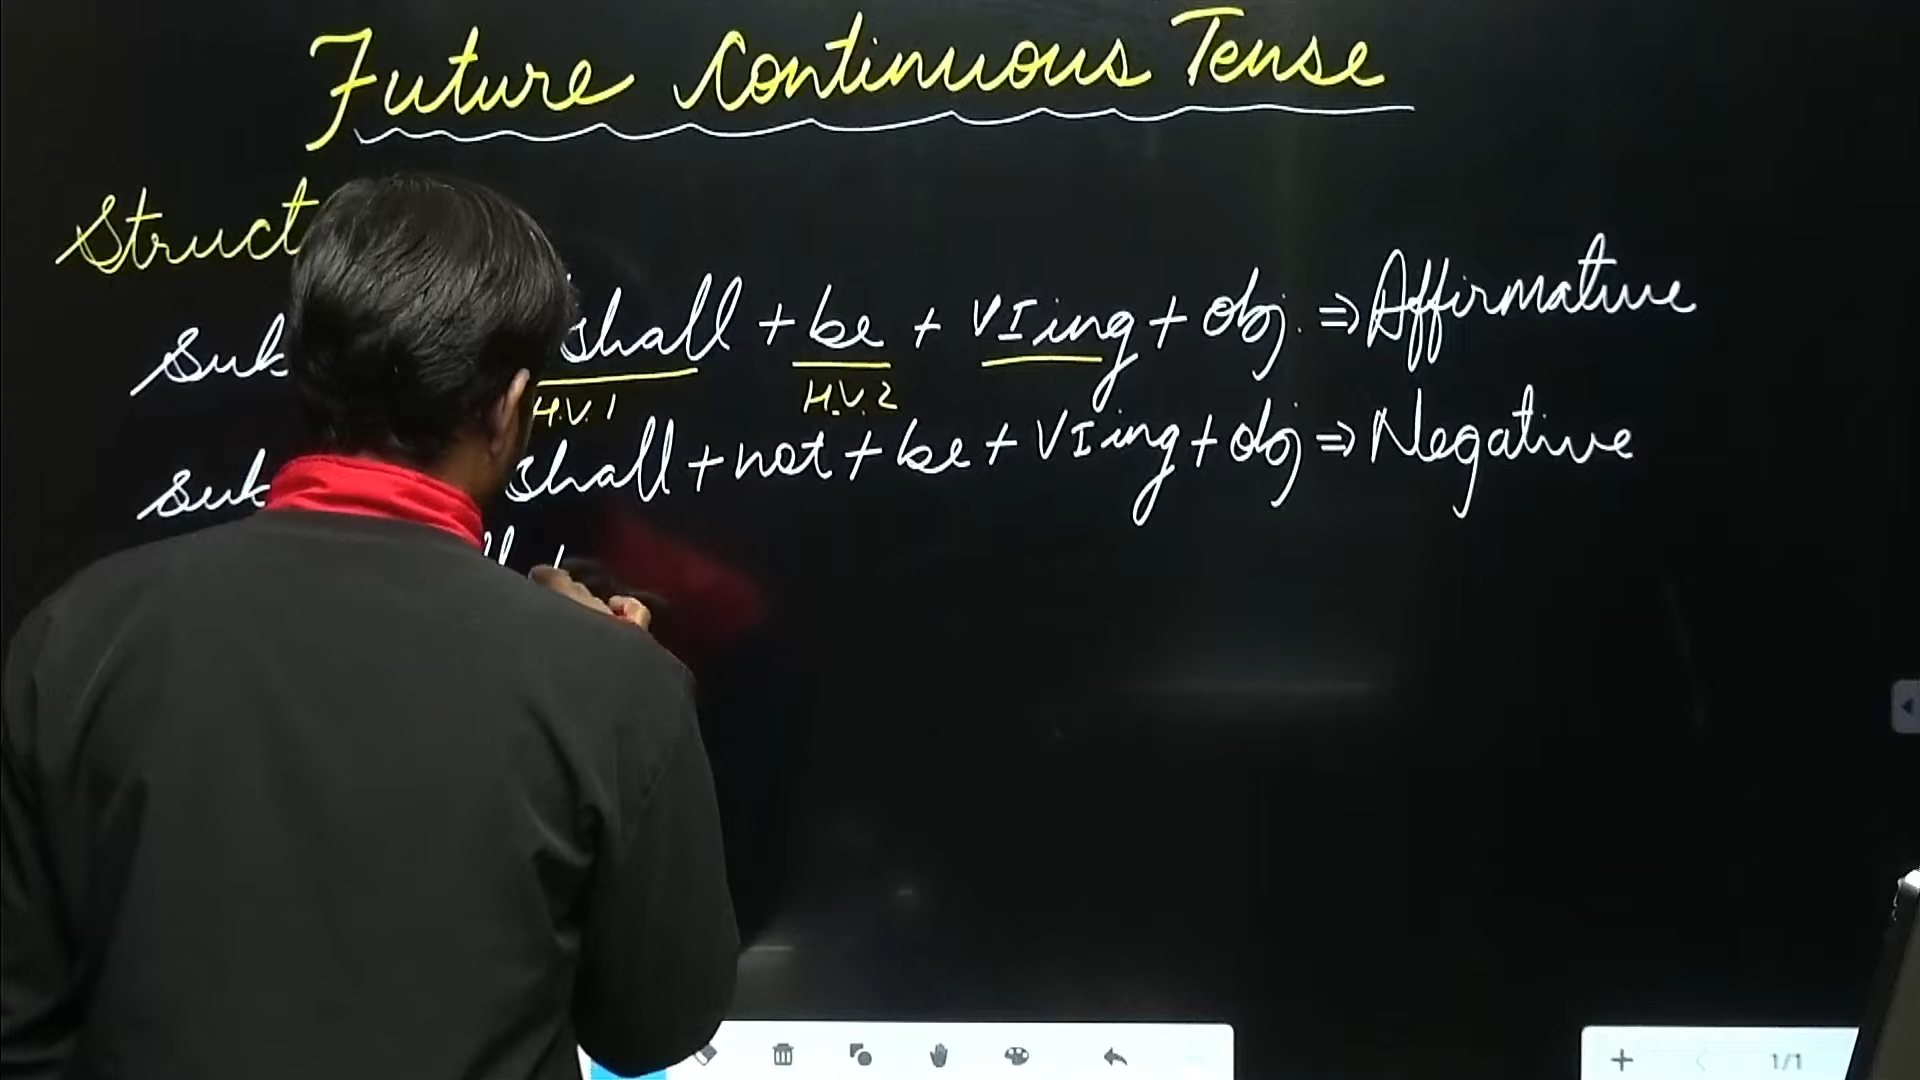 Future Continuous Tense
Struct
sub shall + be + VIing + obj. ⇒ Affirmative
H.V.1 H.V.2
sub shall + not + be + VIing + obj ⇒ Negative
ll +
1/1